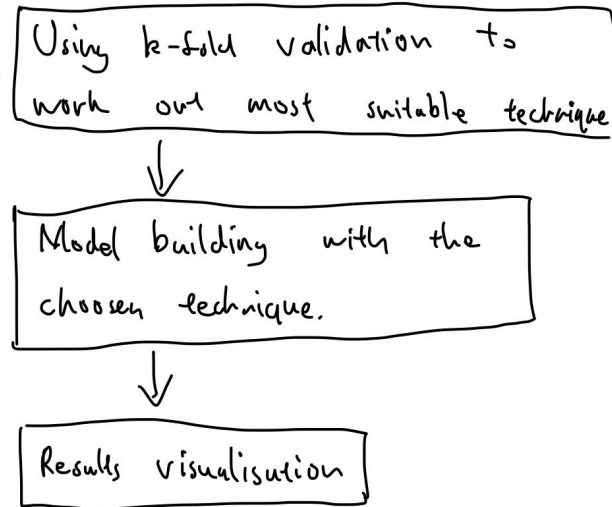 Using k-fold validation to
work out most suitable technique
Model building with the
choosen technique.
Results visualisation